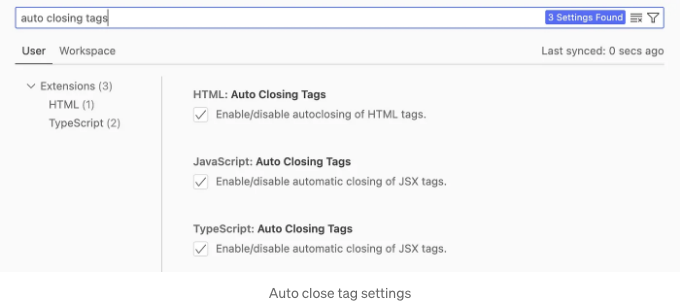 auto closing tags
3 Settings Found
User Workspace Last synced: 0 secs ago
Extensions (3)
HTML (1)
TypeScript (2)
HTML: Auto Closing Tags
Enable/disable autoclosing of HTML tags.
JavaScript: Auto Closing Tags
Enable/disable automatic closing of JSX tags.
TypeScript: Auto Closing Tags
Enable/disable automatic closing of JSX tags.
Auto close tag settings